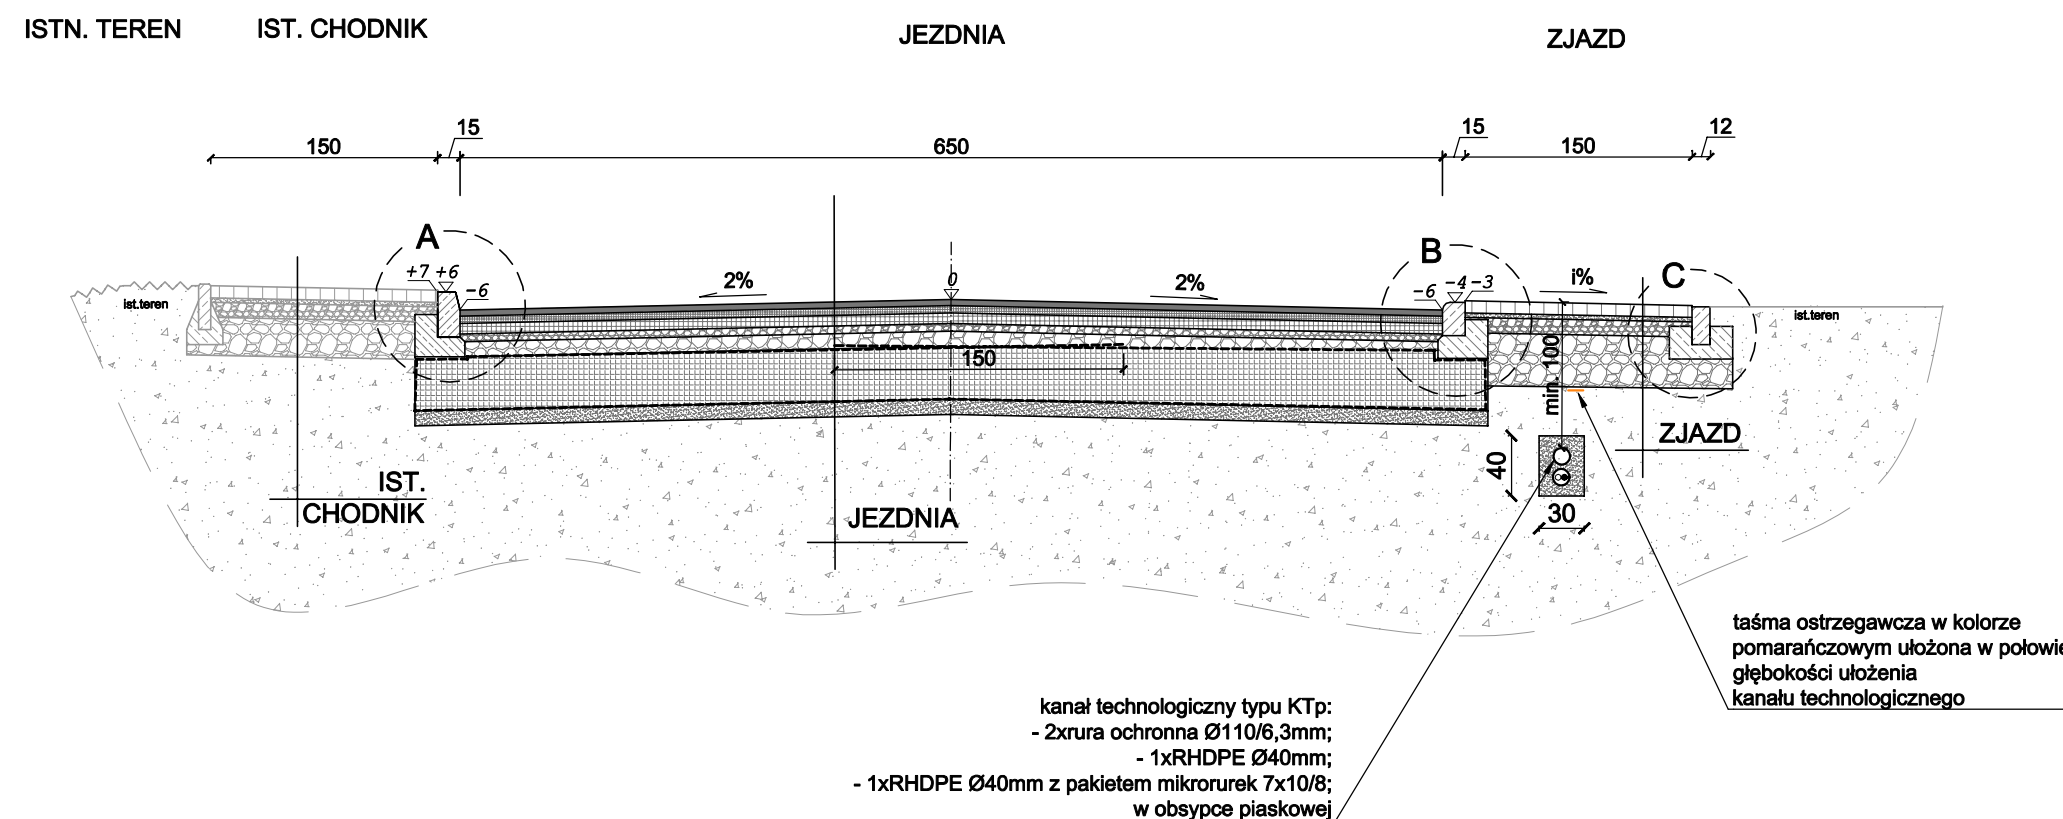 ISTN. TEREN
IST. CHODNIK
JEZDNIA
ZJAZD
150
15
650
15
150
12
A
B
C
+7 +6
-6
2%
0
2%
-6
-4
-3
i%
ist.teren
ist.teren
150
min. 100
40
30
IST.
CHODNIK
JEZDNIA
ZJAZD
taśma ostrzegawcza w kolorze
pomarańczowym ułożona w połowie
głębokości ułożenia
kanału technologicznego
kanał technologiczny typu KTp:
- 2xrura ochronna Ø110/6,3mm;
- 1xRHDPE Ø40mm;
- 1xRHDPE Ø40mm z pakietem mikrorurek 7x10/8;
w obsypce piaskowej